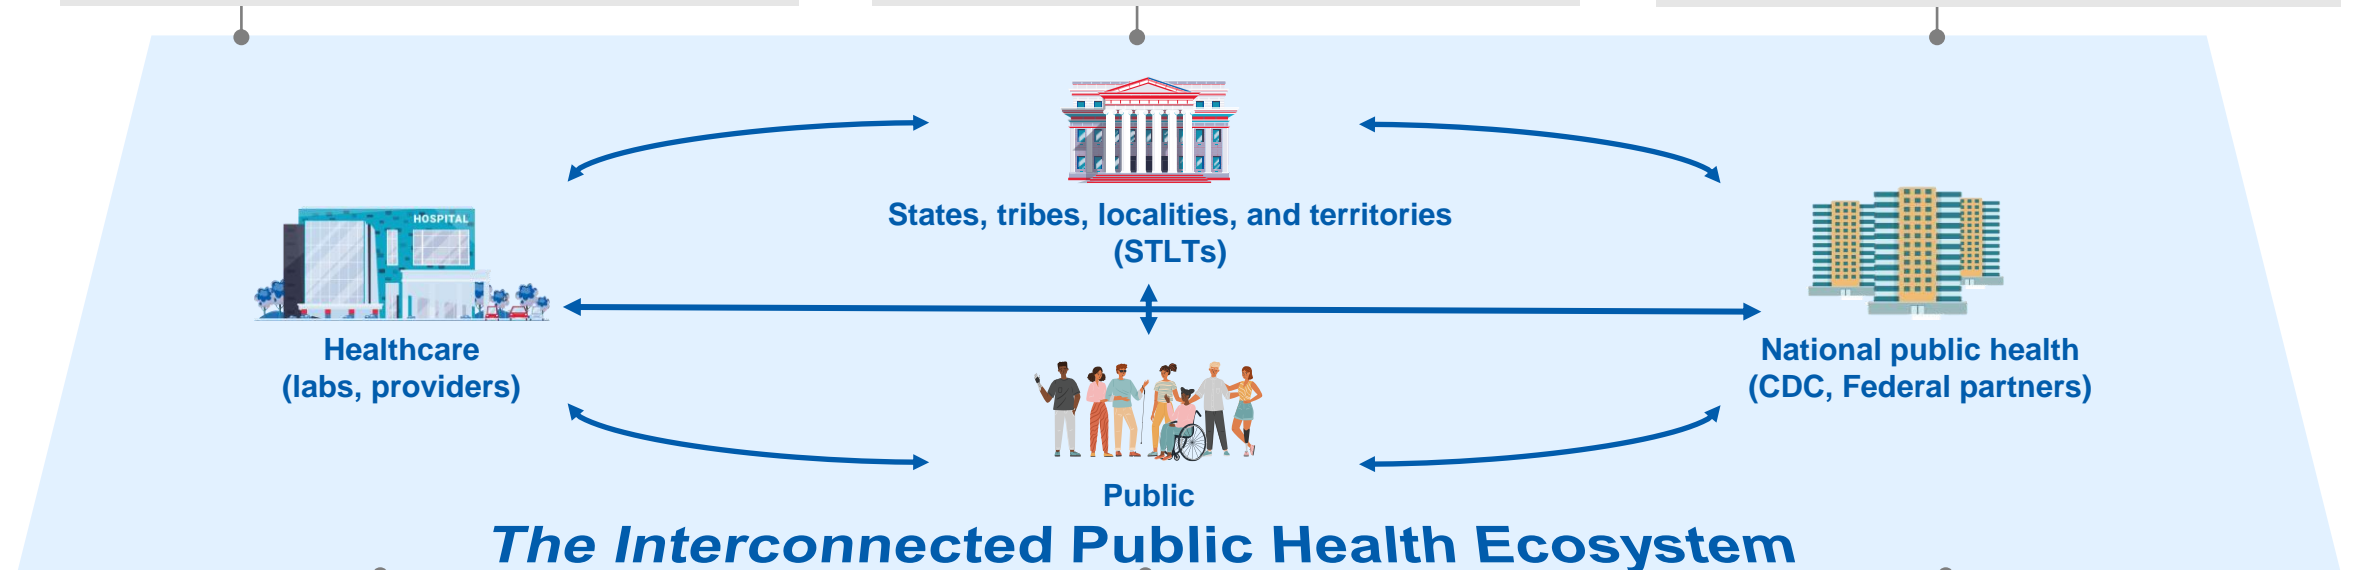 HOSPITAL
States, tribes, localities, and territories
(STLTs)
Healthcare
(labs, providers)
National public health
(CDC, Federal partners)
Public
The Interconnected Public Health Ecosystem